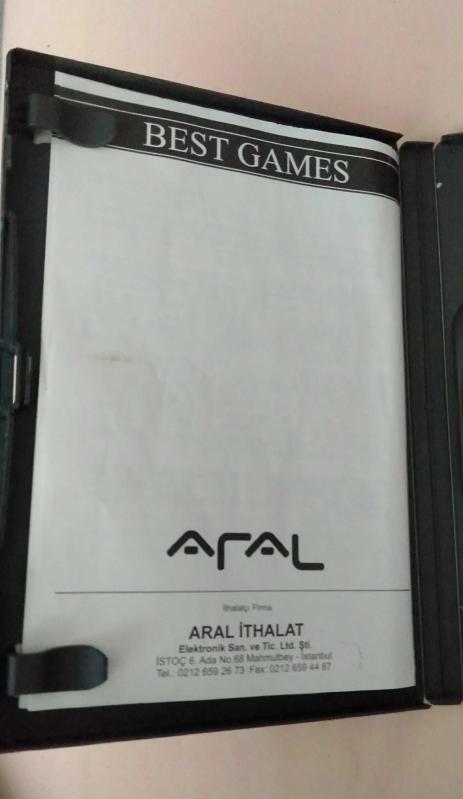 BEST GAMES
ARAL
İthalatçı Firma
ARAL İTHALAT
Elektronik San. ve Tic. Ltd. Şti.
İSTOÇ 6. Ada No.68 Mahmutbey - İstanbul
Tel.: 0212 659 26 73 Fax: 0212 659 44 87